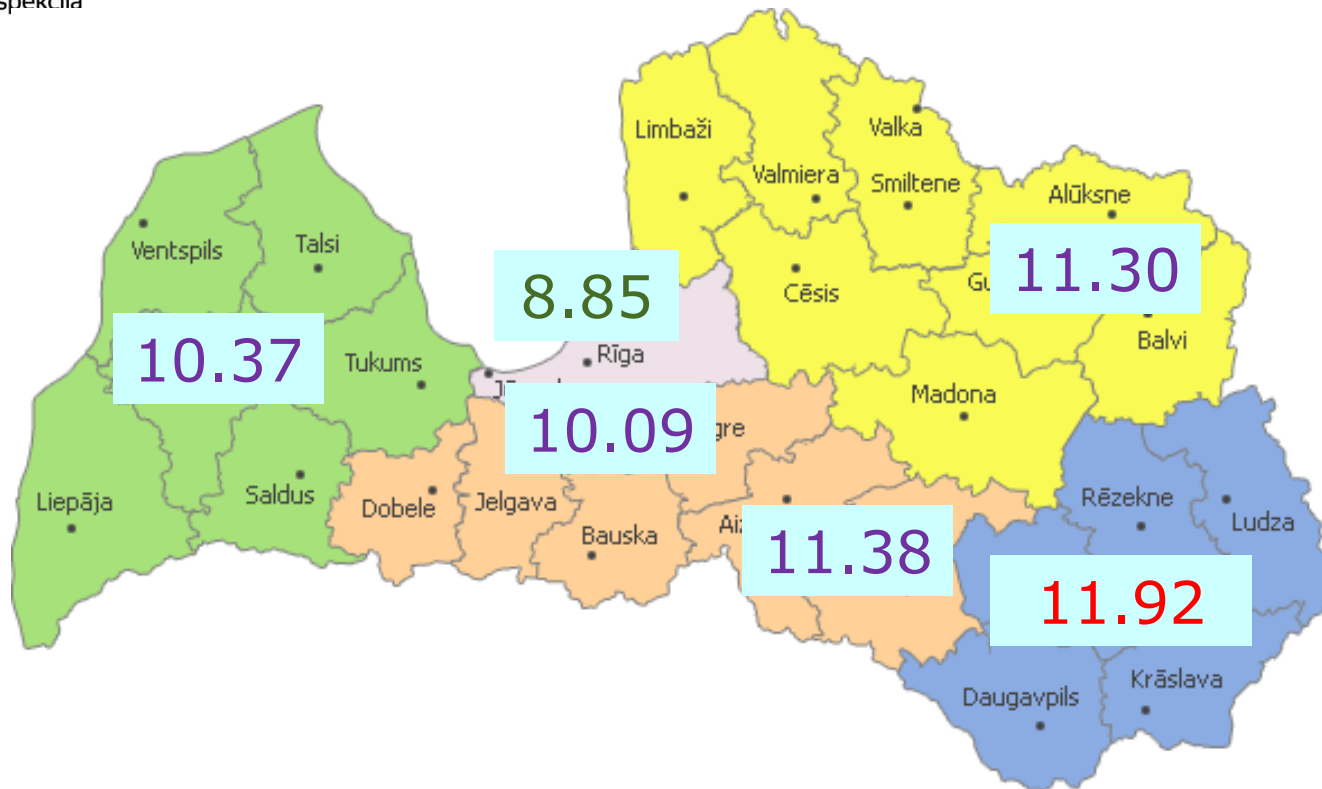 spekcija
Limbaži
Valka
Valmiera
Smiltene
Alūksne
Ventspils
Talsi
8.85
Cēsis
11.30
Balvi
10.37
Tukums
Rīga
Madona
10.09
Liepāja
Saldus
Dobele
Jelgava
Bauska
11.38
Rēzekne
Ludza
11.92
Daugavpils
Krāslava